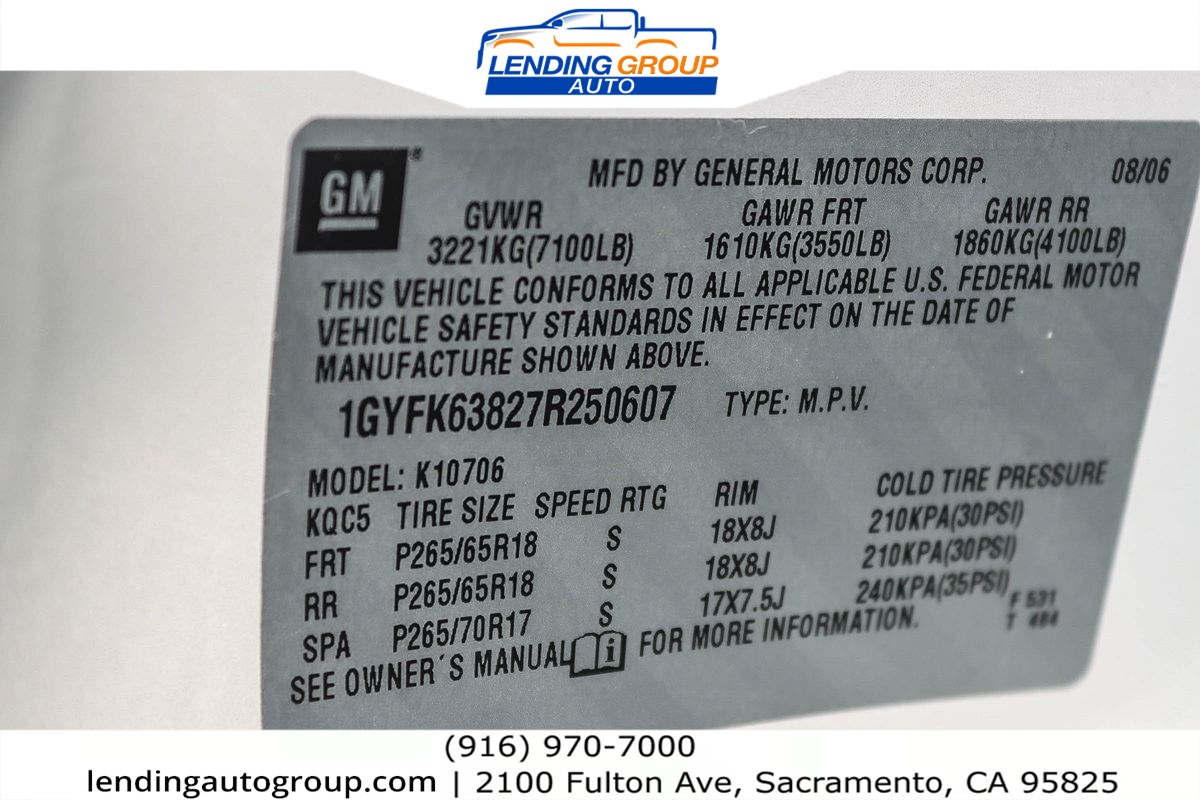 LENDING GROUP
AUTO
GM®
MFD BY GENERAL MOTORS CORP. 08/06
GVWR GAWR FRT GAWR RR
3221KG(7100LB) 1610KG(3550LB) 1860KG(4100LB)
THIS VEHICLE CONFORMS TO ALL APPLICABLE U.S. FEDERAL MOTOR
VEHICLE SAFETY STANDARDS IN EFFECT ON THE DATE OF
MANUFACTURE SHOWN ABOVE.
1GYFK63827R250607 TYPE: M.P.V.
MODEL: K10706
KQC5 TIRE SIZE SPEED RTG RIM COLD TIRE PRESSURE
FRT P265/65R18 S 18X8J 210KPA(30PSI)
RR P265/65R18 S 18X8J 210KPA(30PSI)
SPA P265/70R17 S 17X7.5J 240KPA(35PSI)
F 531
T 484
SEE OWNER´S MANUAL i FOR MORE INFORMATION.
(916) 970-7000
lendingautogroup.com | 2100 Fulton Ave, Sacramento, CA 95825